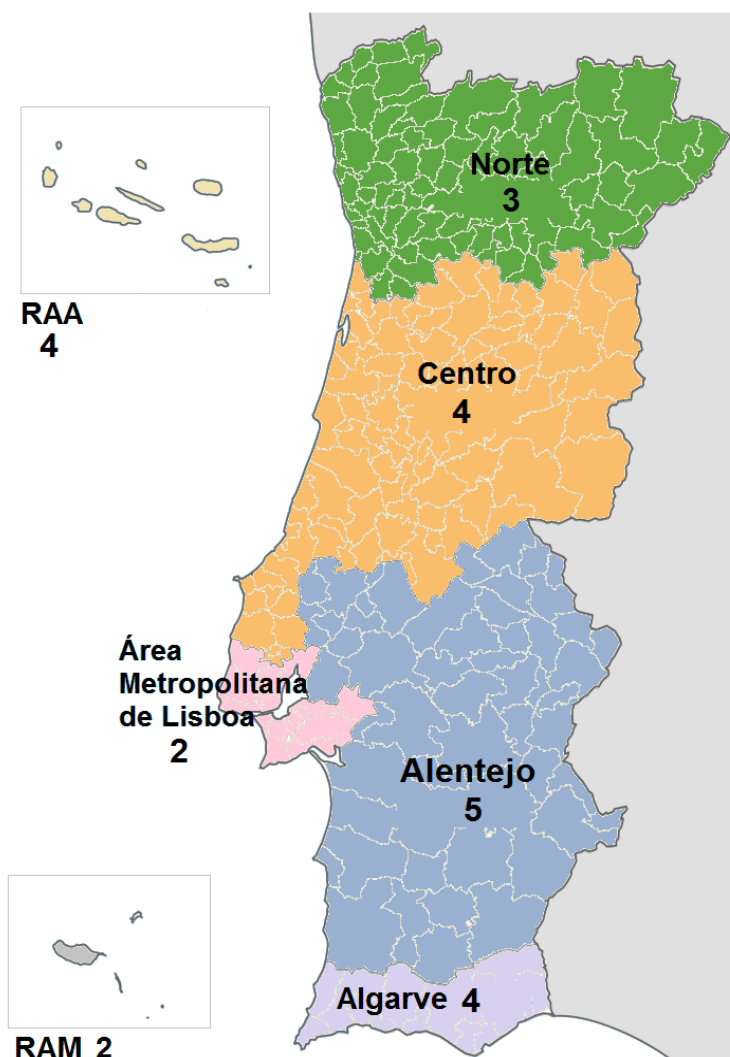 Norte
3
RAA
4
Centro
4
Área
Metropolitana
de Lisboa
2
Alentejo
5
Algarve 4
RAM 2